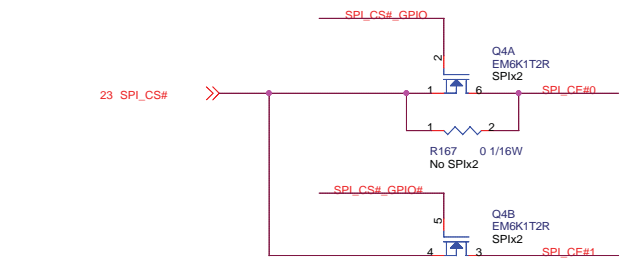 SPI_CS#_GPIO
2
Q4A
EM6K1T2R
SPIx2
23 SPI_CS#
1
6
SPI_CE#0
1
2
R167 0 1/16W
No SPIx2
SPI_CS#_GPIO#
5
Q4B
EM6K1T2R
SPIx2
4
3
SPI_CE#1